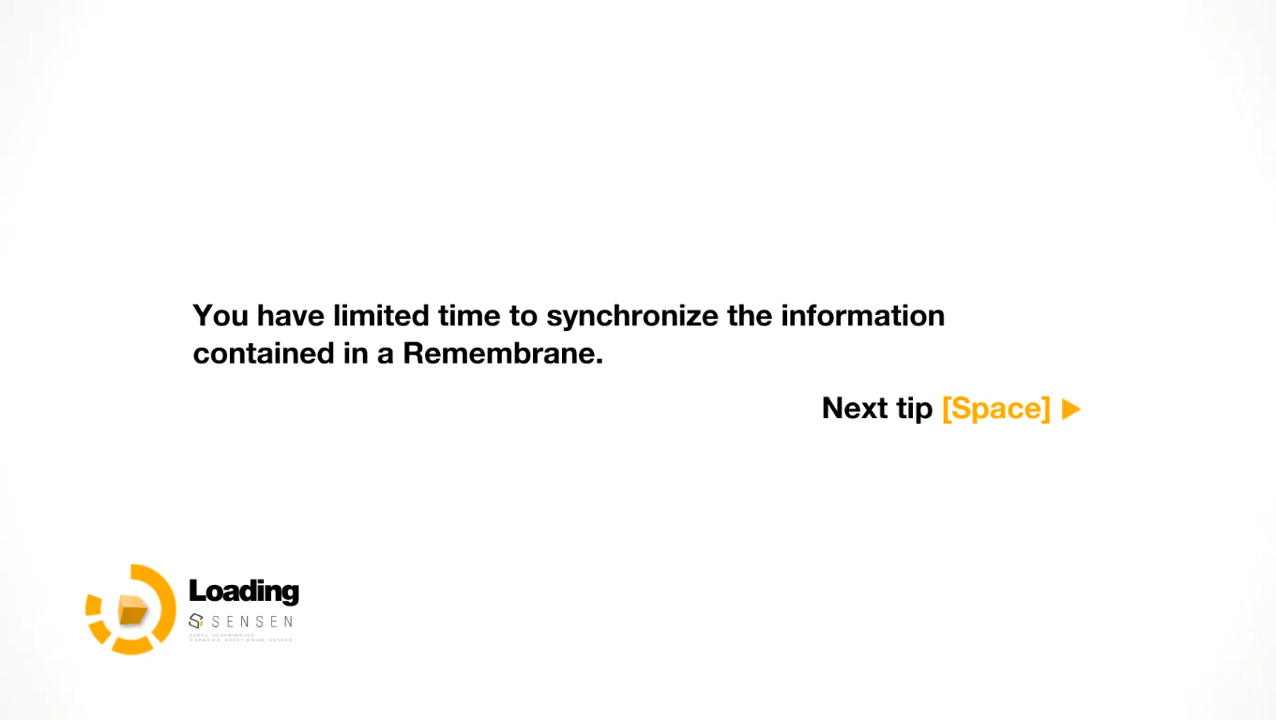 You have limited time to synchronize the information
contained in a Remembrane.
Next tip [Space]
Loading
SENSEN